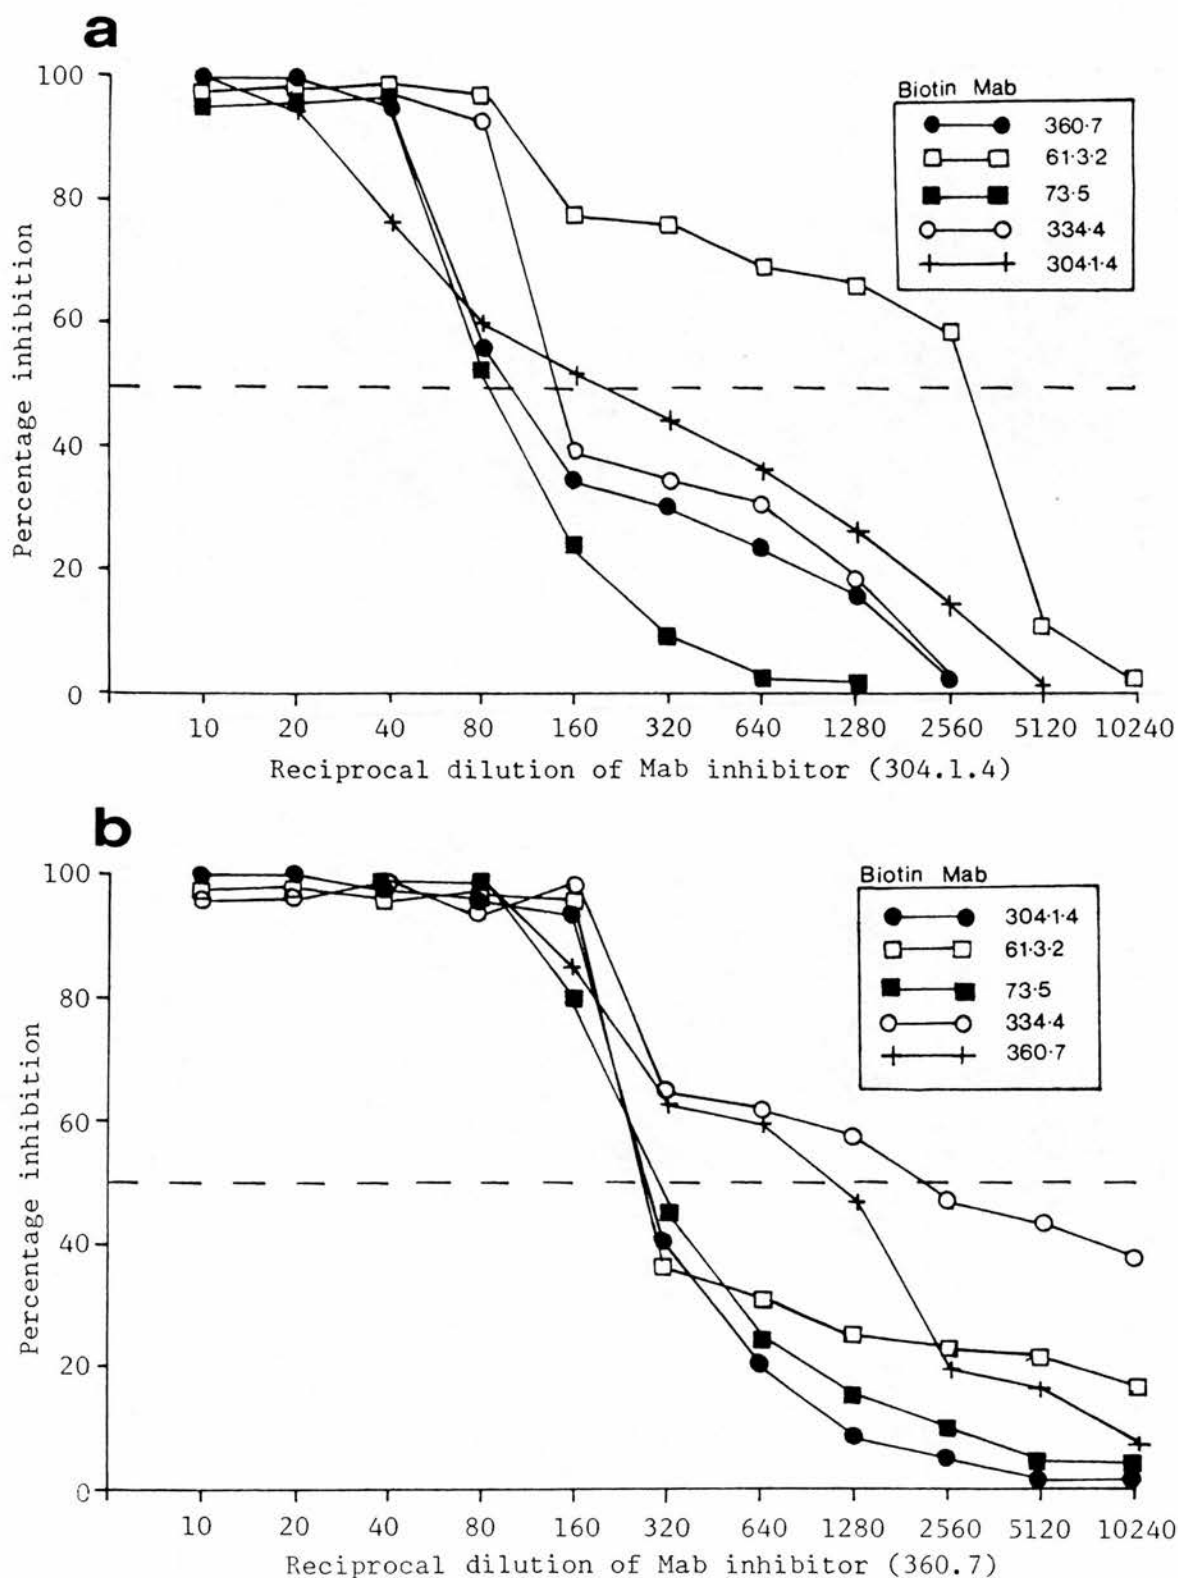 a
Percentage inhibition
100
80
60
40
20
0
Biotin Mab
360·7
61·3·2
73·5
334·4
304·1·4
10 20 40 80 160 320 640 1280 2560 5120 10240
Reciprocal dilution of Mab inhibitor (304.1.4)
b
Percentage inhibition
100
80
60
40
20
0
Biotin Mab
304·1·4
61·3·2
73·5
334·4
360·7
10 20 40 80 160 320 640 1280 2560 5120 10240
Reciprocal dilution of Mab inhibitor (360.7)